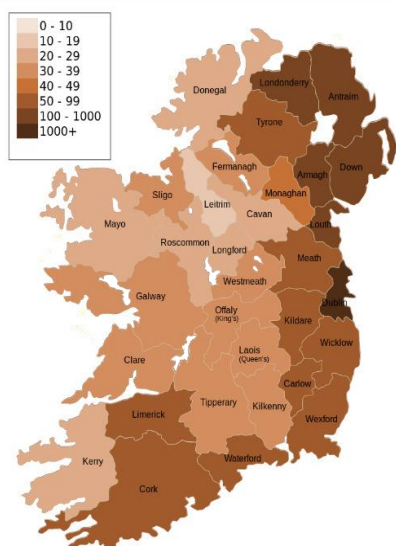 0 - 10
10 - 19
20 - 29
30 - 39
40 - 49
50 - 99
100 - 1000
1000+
Donegal
Londonderry
Antraim
Tyrone
Fermanagh
Armagh
Down
Sligo
Leitrim
Monaghan
Cavan
Mayo
Louth
Roscommon
Longford
Meath
Westmeath
Galway
Offaly
(King's)
Dublin
Kildare
Wicklow
Clare
Laois
(Queen's)
Carlow
Limerick
Tipperary
Kilkenny
Wexford
Waterford
Kerry
Cork